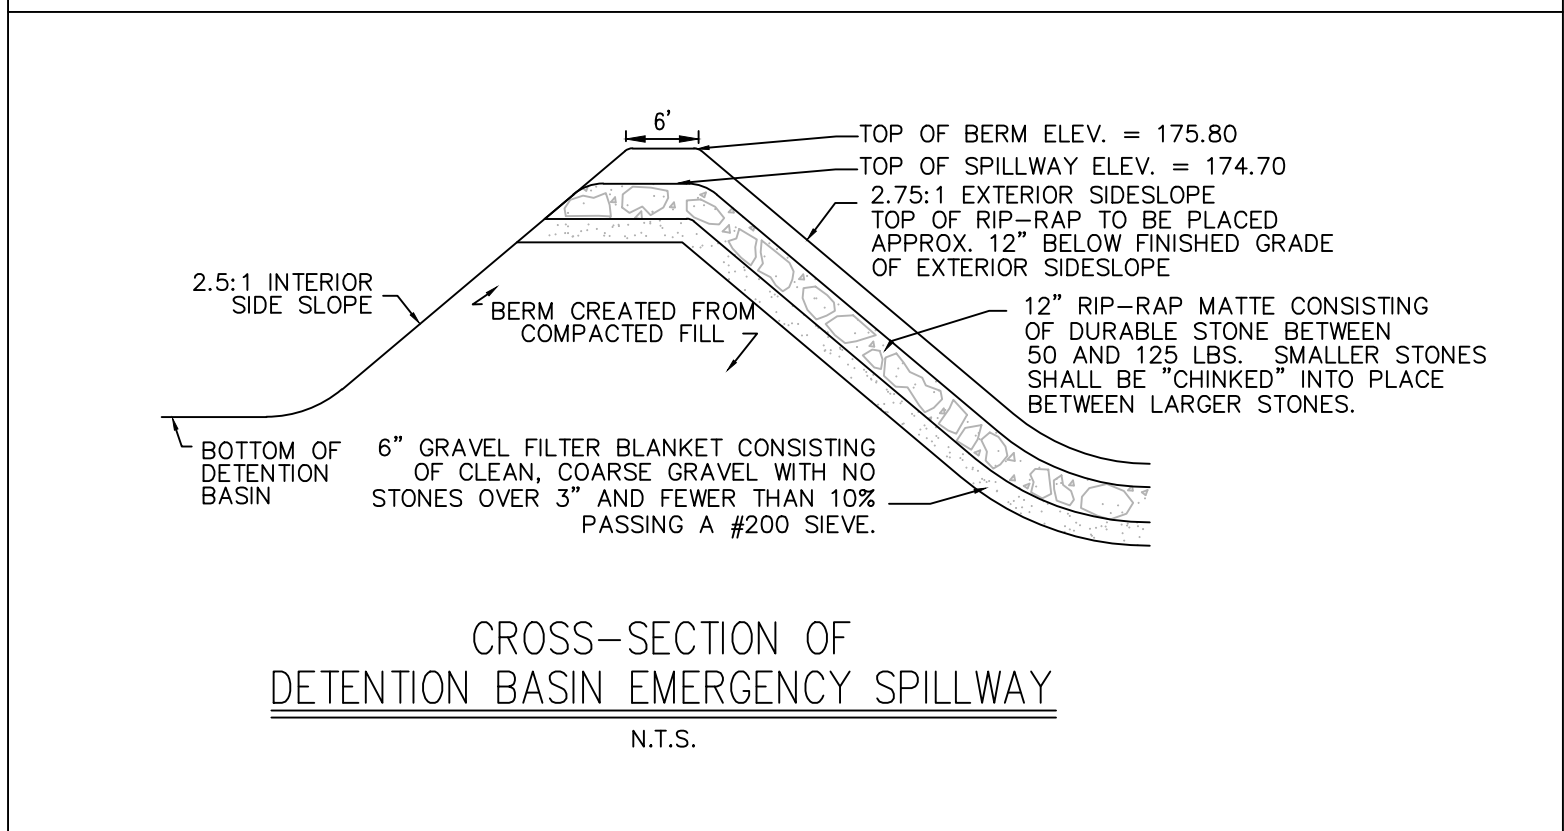 6'
TOP OF BERM ELEV. = 175.80
TOP OF SPILLWAY ELEV. = 174.70
2.75:1 EXTERIOR SIDESLOPE
TOP OF RIP-RAP TO BE PLACED
APPROX. 12" BELOW FINISHED GRADE
OF EXTERIOR SIDESLOPE
2.5:1 INTERIOR
SIDE SLOPE
BERM CREATED FROM
COMPACTED FILL
12" RIP-RAP MATTE CONSISTING
OF DURABLE STONE BETWEEN
50 AND 125 LBS. SMALLER STONES
SHALL BE "CHINKED" INTO PLACE
BETWEEN LARGER STONES.
BOTTOM OF
DETENTION
BASIN
6" GRAVEL FILTER BLANKET CONSISTING
OF CLEAN, COARSE GRAVEL WITH NO
STONES OVER 3" AND FEWER THAN 10%
PASSING A #200 SIEVE.
CROSS-SECTION OF
DETENTION BASIN EMERGENCY SPILLWAY
N.T.S.